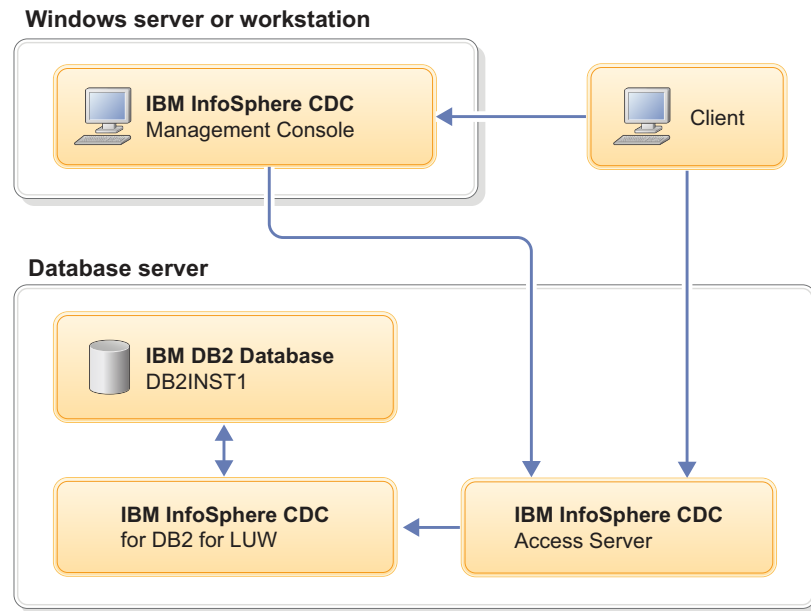 Windows server or workstation
IBM InfoSphere CDC
Management Console
Client
Database server
IBM DB2 Database
DB2INST1
IBM InfoSphere CDC
for DB2 for LUW
IBM InfoSphere CDC
Access Server